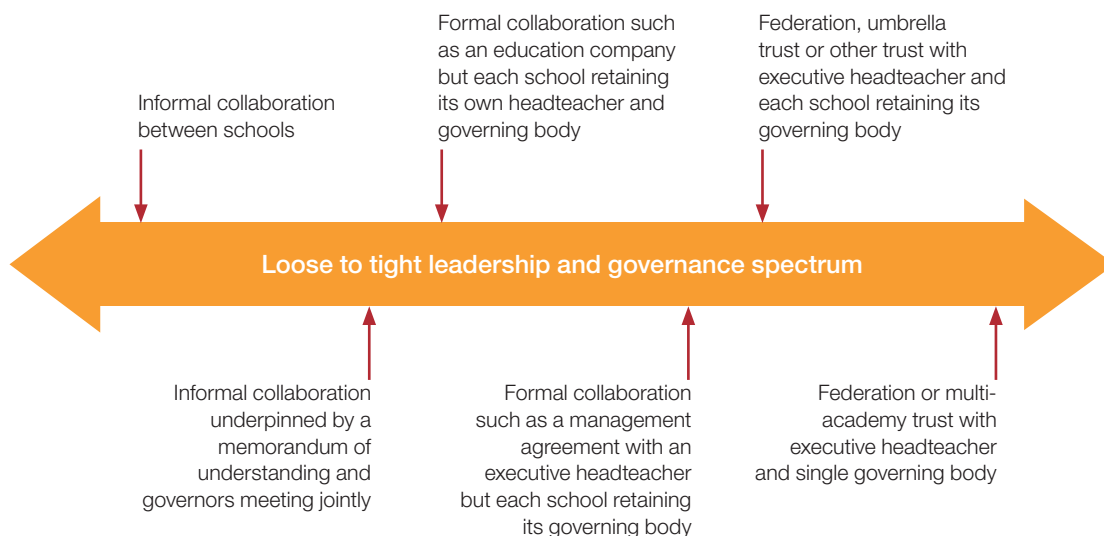 Informal collaboration
between schools
Formal collaboration such
as an education company
but each school retaining
its own headteacher and
governing body
Federation, umbrella
trust or other trust with
executive headteacher and
each school retaining its
governing body
Loose to tight leadership and governance spectrum
Informal collaboration
underpinned by a
memorandum of
understanding and
governors meeting jointly
Formal collaboration
such as a management
agreement with an
executive headteacher
but each school retaining
its governing body
Federation or multi-
academy trust with
executive headteacher
and single governing body